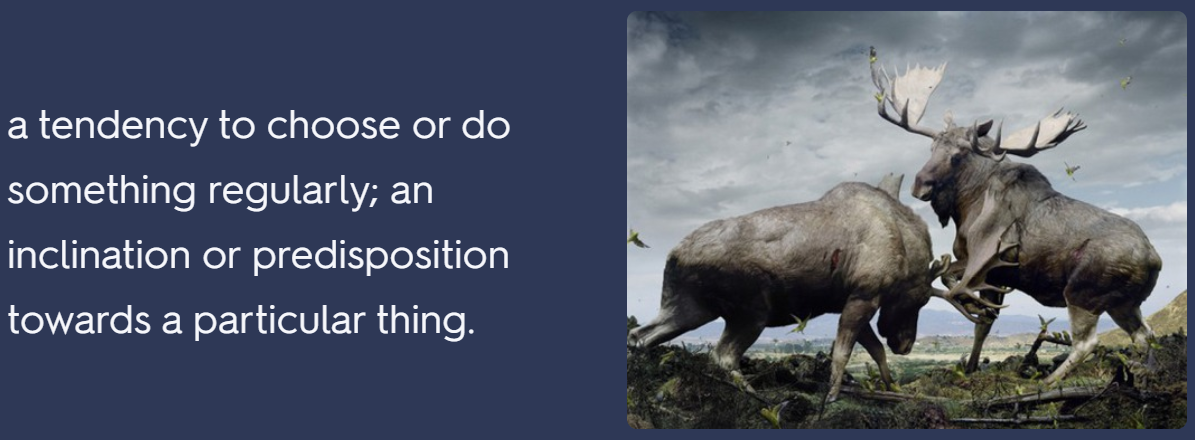 a tendency to choose or do
something regularly; an
inclination or predisposition
towards a particular thing.